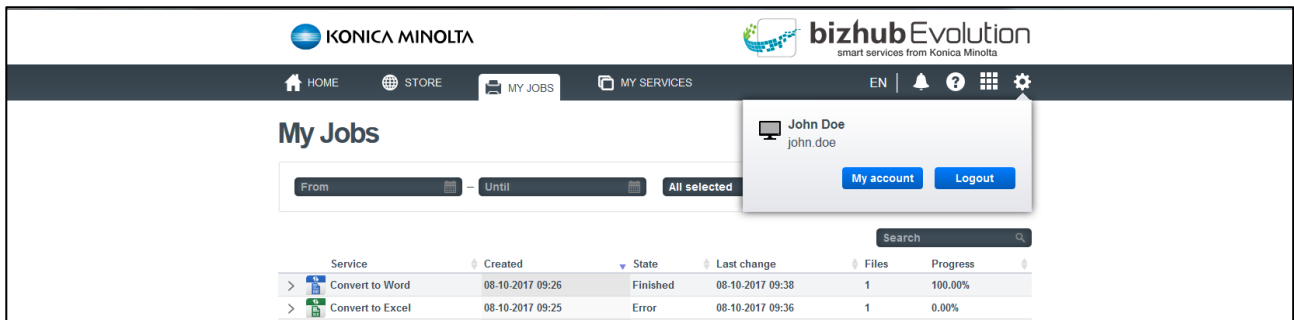 KONICA MINOLTA
bizhub Evolution
smart services from Konica Minolta
HOME STORE MY JOBS MY SERVICES EN
My Jobs
John Doe
john.doe
My account Logout
From – Until All selected
Search
Service Created State Last change Files Progress
Convert to Word 08-10-2017 09:26 Finished 08-10-2017 09:38 1 100.00%
Convert to Excel 08-10-2017 09:25 Error 08-10-2017 09:36 1 0.00%